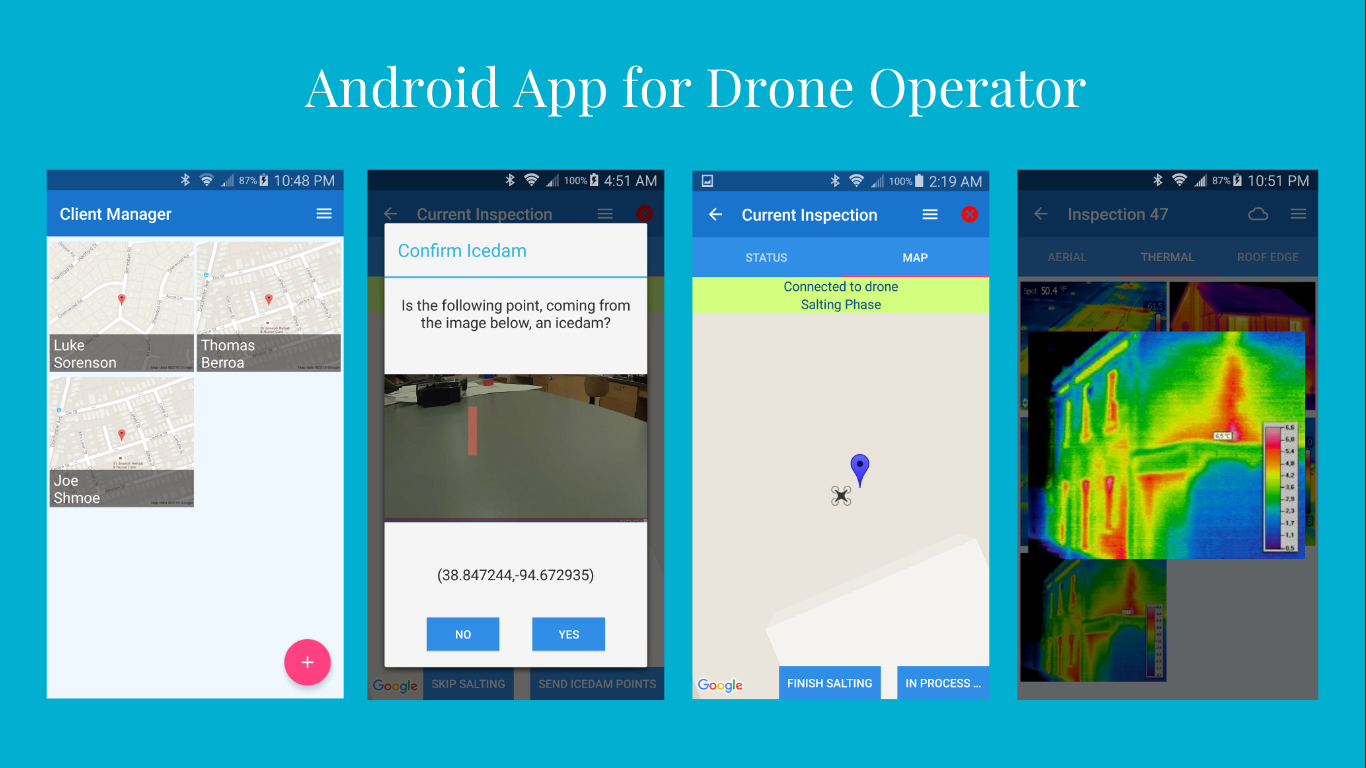 Android App for Drone Operator
87% 10:48 PM
Client Manager
Luke
Sorenson
Thomas
Berroa
Joe
Shmoe
+
100% 4:51 AM
Current Inspection
Confirm Icedam
Is the following point, coming from
the image below, an icedam?
(38.847244,-94.672935)
NO
YES
Google
SKIP SALTING
SEND ICEDAM POINTS
100% 2:19 AM
Current Inspection
STATUS
MAP
Connected to drone
Salting Phase
Google
FINISH SALTING
IN PROCESS ...
87% 10:51 PM
Inspection 47
AERIAL
THERMAL
ROOF EDGE
Spot 50.4 °F
6,6
5,8
5,4
4,8
4,2
3,6
2,9
2,3
1,7
1,1
0,5